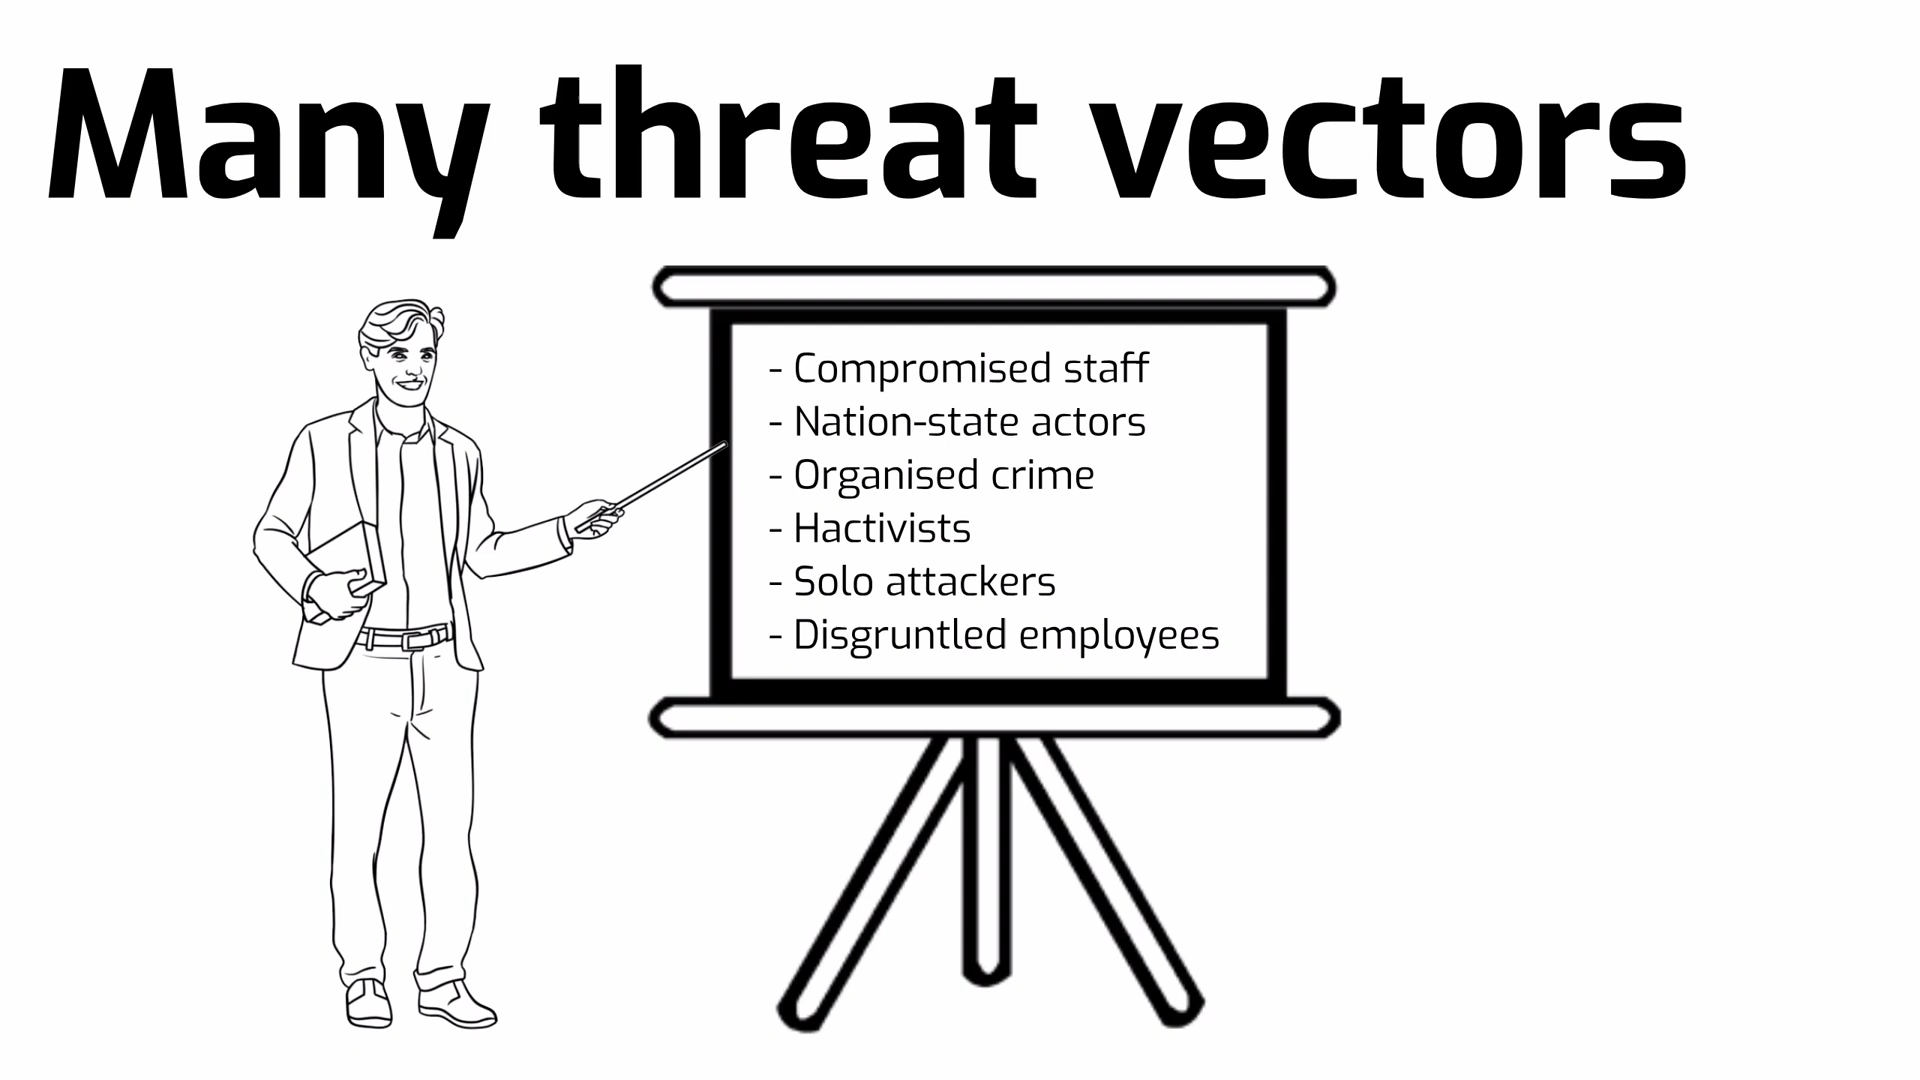 Many threat vectors
- Compromised staff
- Nation-state actors
- Organised crime
- Hactivists
- Solo attackers
- Disgruntled employees